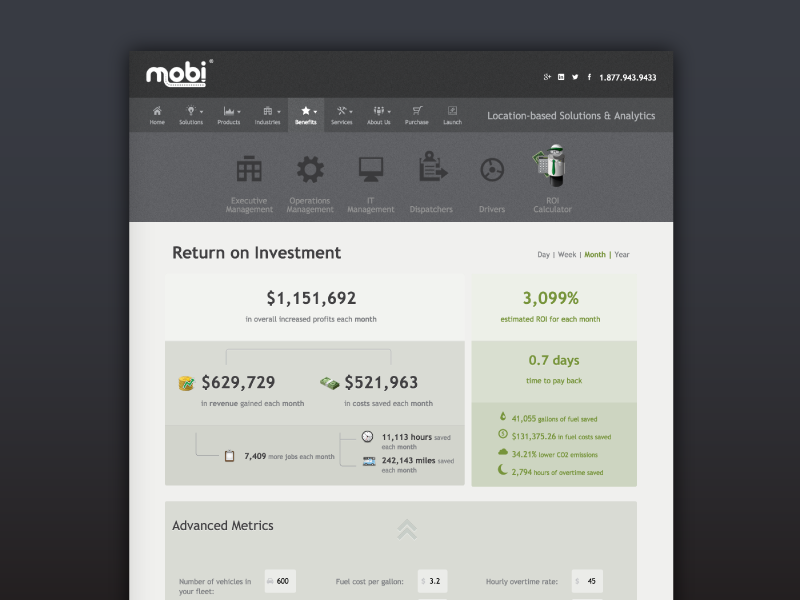 mobi®
1.877.943.9433
Home
Solutions
Products
Industries
Benefits
Services
About Us
Purchase
Launch
Location-based Solutions & Analytics
Executive
Management
Operations
Management
IT
Management
Dispatchers
Drivers
ROI
Calculator
Return on Investment
Day | Week | Month | Year
$1,151,692
in overall increased profits each month
3,099%
estimated ROI for each month
$629,729
in revenue gained each month
$521,963
in costs saved each month
0.7 days
time to pay back
7,409 more jobs each month
11,113 hours saved
each month
242,143 miles saved
each month
41,055 gallons of fuel saved
$131,375.26 in fuel costs saved
34.21% lower CO2 emissions
2,794 hours of overtime saved
Advanced Metrics
Number of vehicles in
your fleet:
600
Fuel cost per gallon:
$ 3.2
Hourly overtime rate:
$ 45